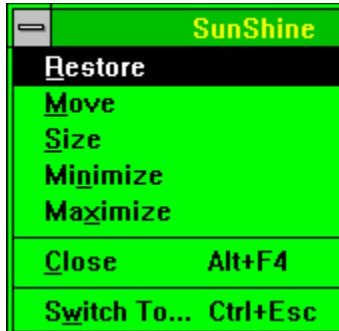 SunShine
Restore
Move
Size
Minimize
Maximize
Close Alt+F4
Switch To... Ctrl+Esc